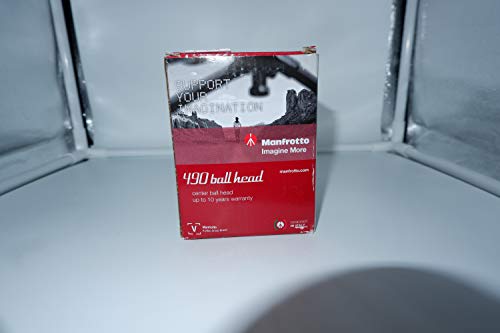 SUPPORT
YOUR
IMAGINATION
Manfrotto
Imagine More
490 ball head
manfrotto.com
center ball head
up to 10 years warranty
V
Manfrotto